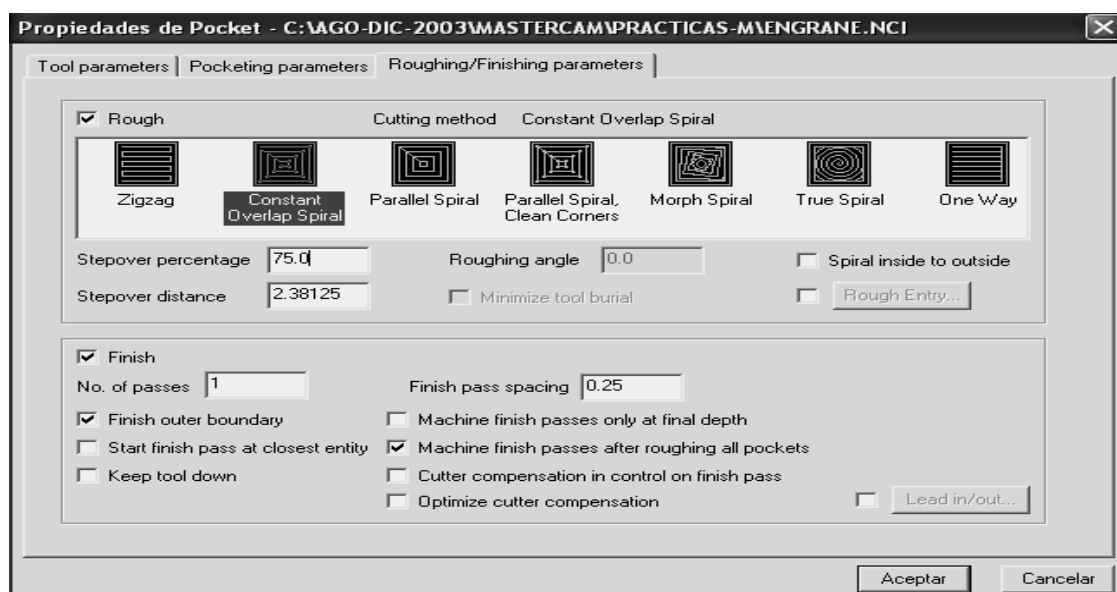 Propiedades de Pocket - C:\AGO-DIC-2003\MASTERCAM\PRACTICAS-M\ENGRANE.NCI
Tool parameters
Pocketing parameters
Roughing/Finishing parameters
Rough
Cutting method
Constant Overlap Spiral
Zigzag
Constant
Overlap Spiral
Parallel Spiral
Parallel Spiral,
Clean Corners
Morph Spiral
True Spiral
One Way
Stepover percentage
75.0
Roughing angle
0.0
Spiral inside to outside
Stepover distance
2.38125
Minimize tool burial
Rough Entry...
Finish
No. of passes
1
Finish pass spacing
0.25
Finish outer boundary
Machine finish passes only at final depth
Start finish pass at closest entity
Machine finish passes after roughing all pockets
Keep tool down
Cutter compensation in control on finish pass
Optimize cutter compensation
Lead in/out...
Aceptar
Cancelar